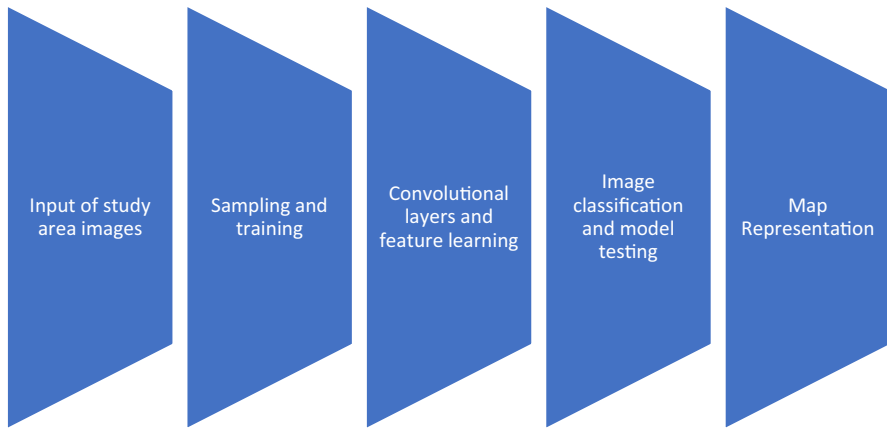 Input of study
area images
Sampling and
training
Convolutional
layers and
feature learning
Image
classification
and model
testing
Map
Representation